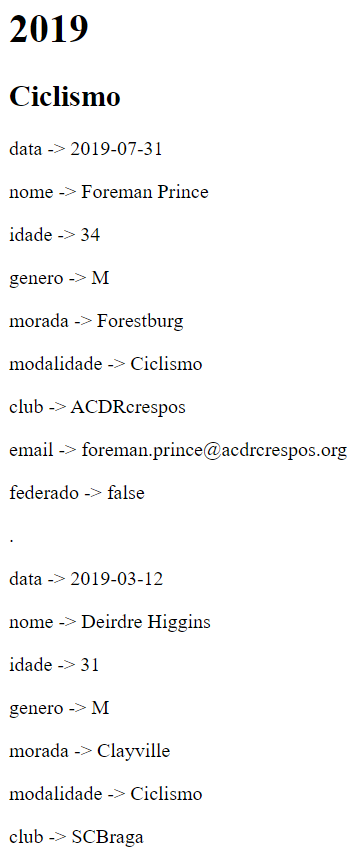 2019
Ciclismo
data -> 2019-07-31
nome -> Foreman Prince
idade -> 34
genero -> M
morada -> Forestburg
modalidade -> Ciclismo
club -> ACDRcrespos
email -> foreman.prince@acdrcrespos.org
federado -> false
.
data -> 2019-03-12
nome -> Deirdre Higgins
idade -> 31
genero -> M
morada -> Clayville
modalidade -> Ciclismo
club -> SCBraga